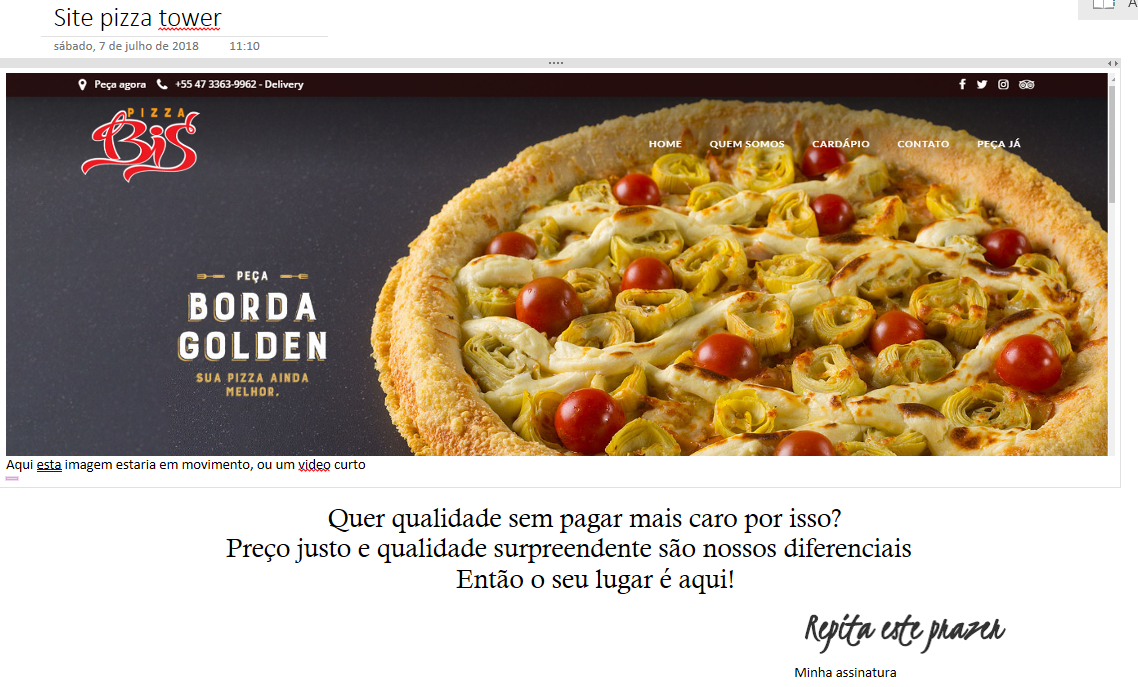 Site pizza tower
sábado, 7 de julho de 2018 11:10
Peça agora +55 47 3363-9962 - Delivery
PIZZA
Bis
HOME QUEM SOMOS CARDÁPIO CONTATO PEÇA JÁ
PEÇA
BORDA
GOLDEN
SUA PIZZA AINDA
MELHOR.
Aqui esta imagem estaria em movimento, ou um video curto
Quer qualidade sem pagar mais caro por isso?
Preço justo e qualidade surpreendente são nossos diferenciais
Então o seu lugar é aqui!
Repita este prazer
Minha assinatura